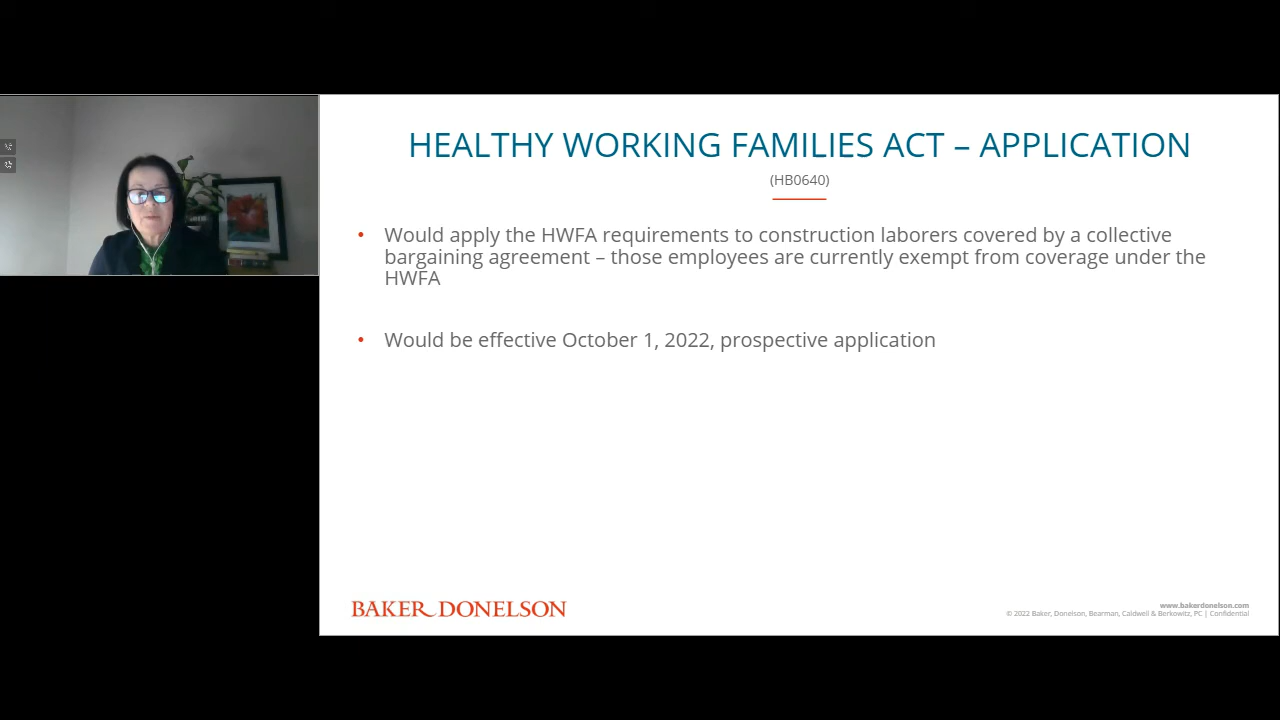 HEALTHY WORKING FAMILIES ACT – APPLICATION
(HB0640)
• Would apply the HWFA requirements to construction laborers covered by a collective
bargaining agreement – those employees are currently exempt from coverage under the
HWFA
• Would be effective October 1, 2022, prospective application
BAKER DONELSON
www.bakerdonelson.com
© 2022 Baker, Donelson, Bearman, Caldwell & Berkowitz, PC | Confidential